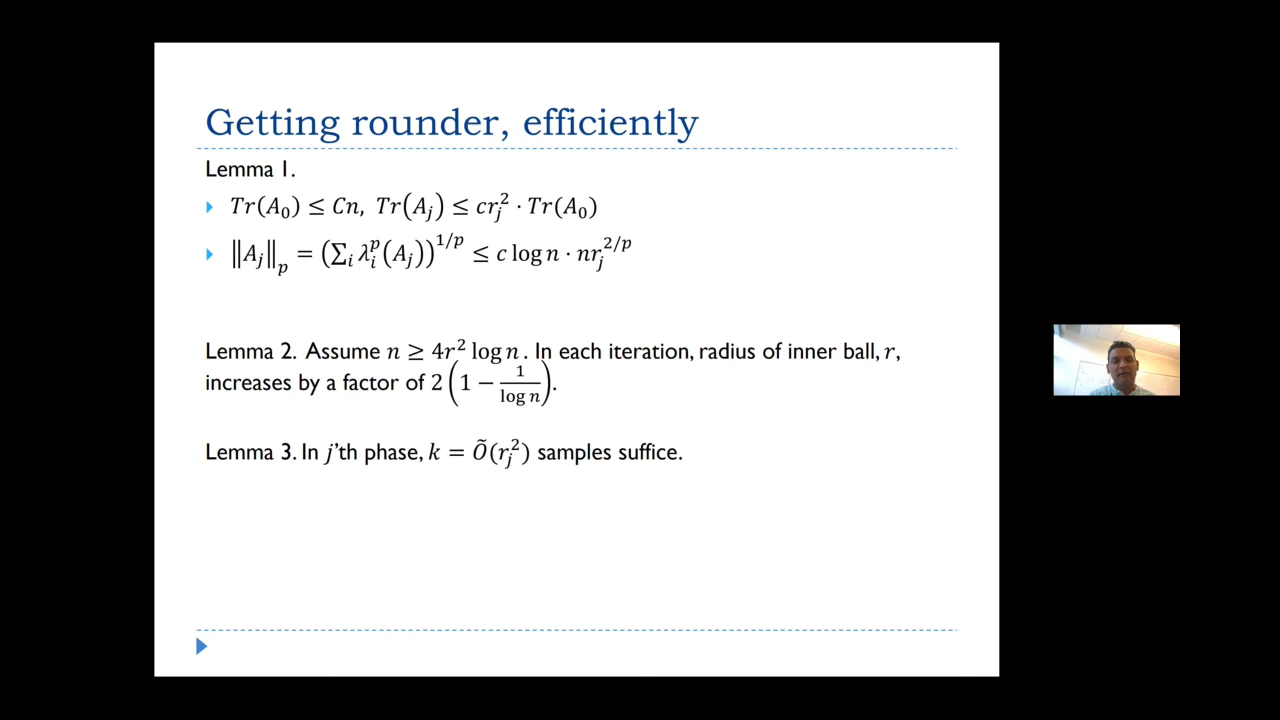 Getting rounder, efficiently
Lemma 1.
Tr(A₀) ≤ Cn, Tr(Aⱼ) ≤ crⱼ² · Tr(A₀)
‖Aⱼ‖ₚ = (∑ᵢ λᵢᵖ(Aⱼ))^{1/p} ≤ c log n · nrⱼ^{2/p}
Lemma 2. Assume n ≥ 4r² log n. In each iteration, radius of inner ball, r,
increases by a factor of 2(1 − 1/log n).
Lemma 3. In j'th phase, k = Õ(rⱼ²) samples suffice.